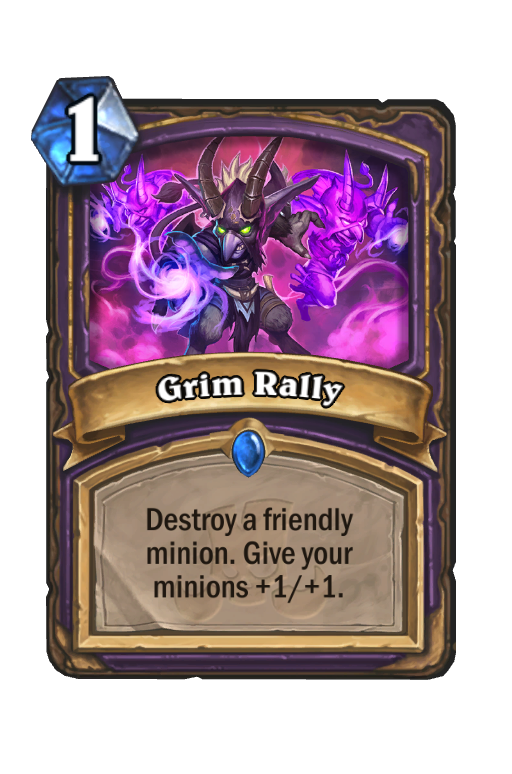 1
Grim Rally
Destroy a friendly
minion. Give your
minions +1/+1.